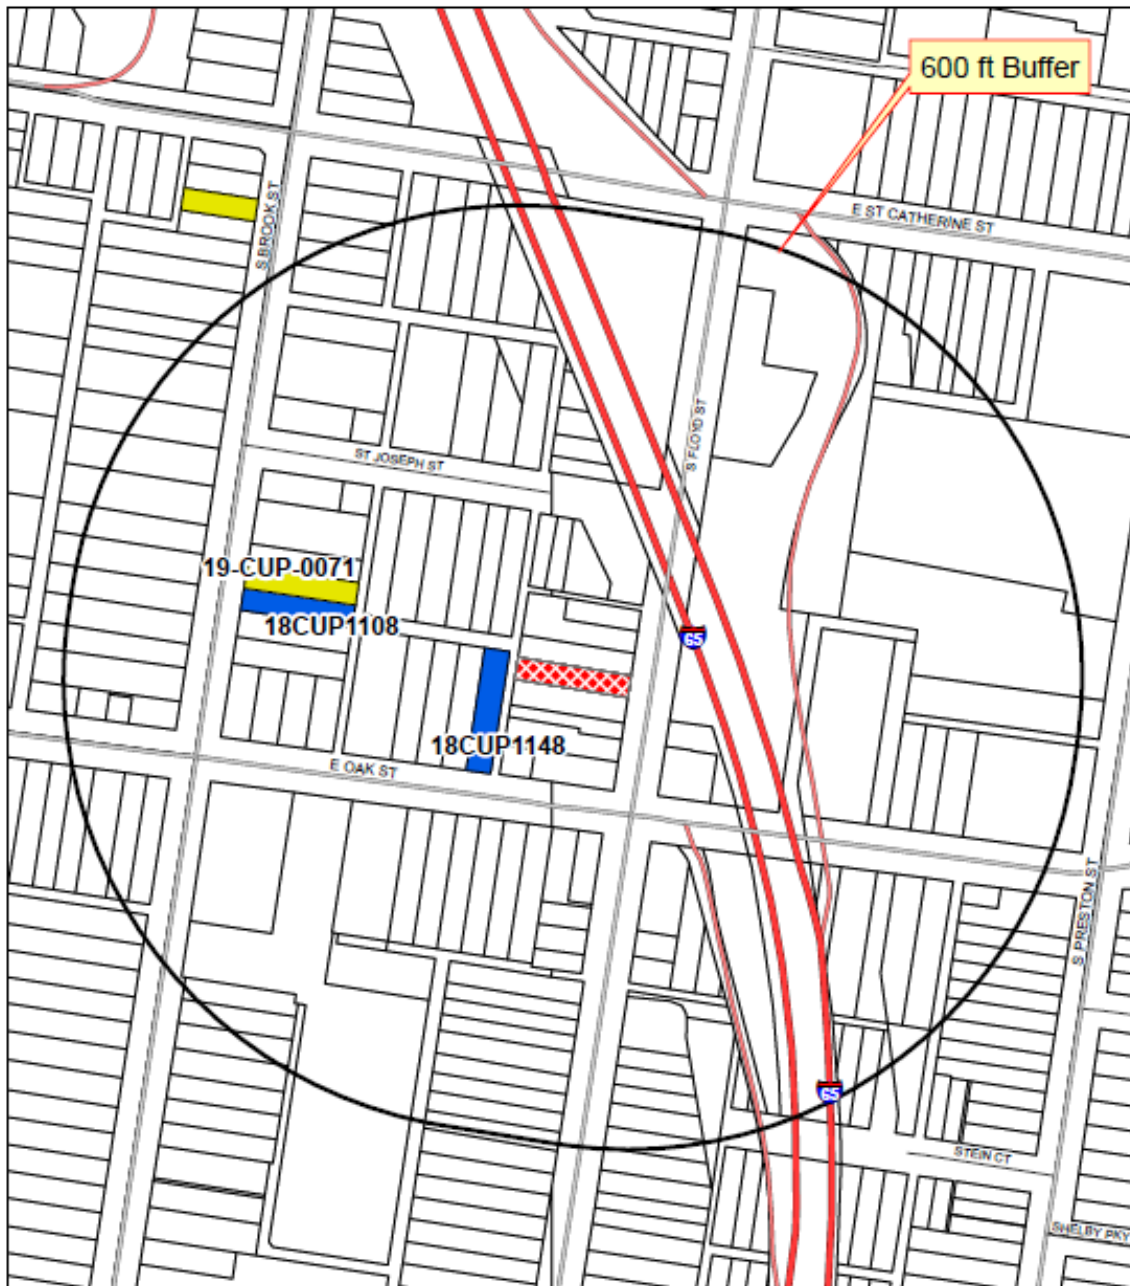 600 ft Buffer
E ST CATHERINE ST
S BROOK ST
S FLOYD ST
ST JOSEPH ST
19-CUP-0071
18CUP1108
65
18CUP1148
E OAK ST
S PRESTON ST
65
STEIN CT
SHELBY PKY